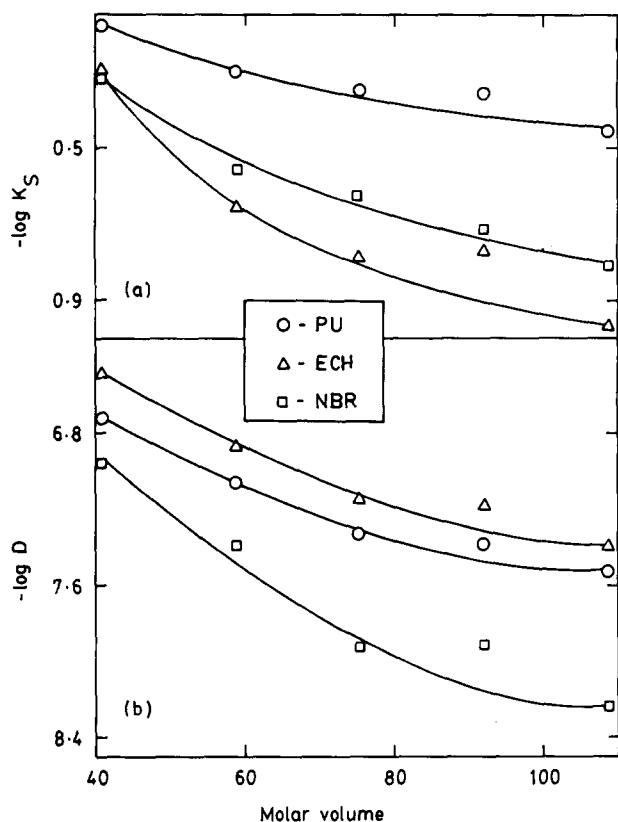 -log K_S
0·5
0·9
(a)
○ - PU
△ - ECH
□ - NBR
-log D
6·8
7·6
8·4
(b)
40
60
80
100
Molar volume